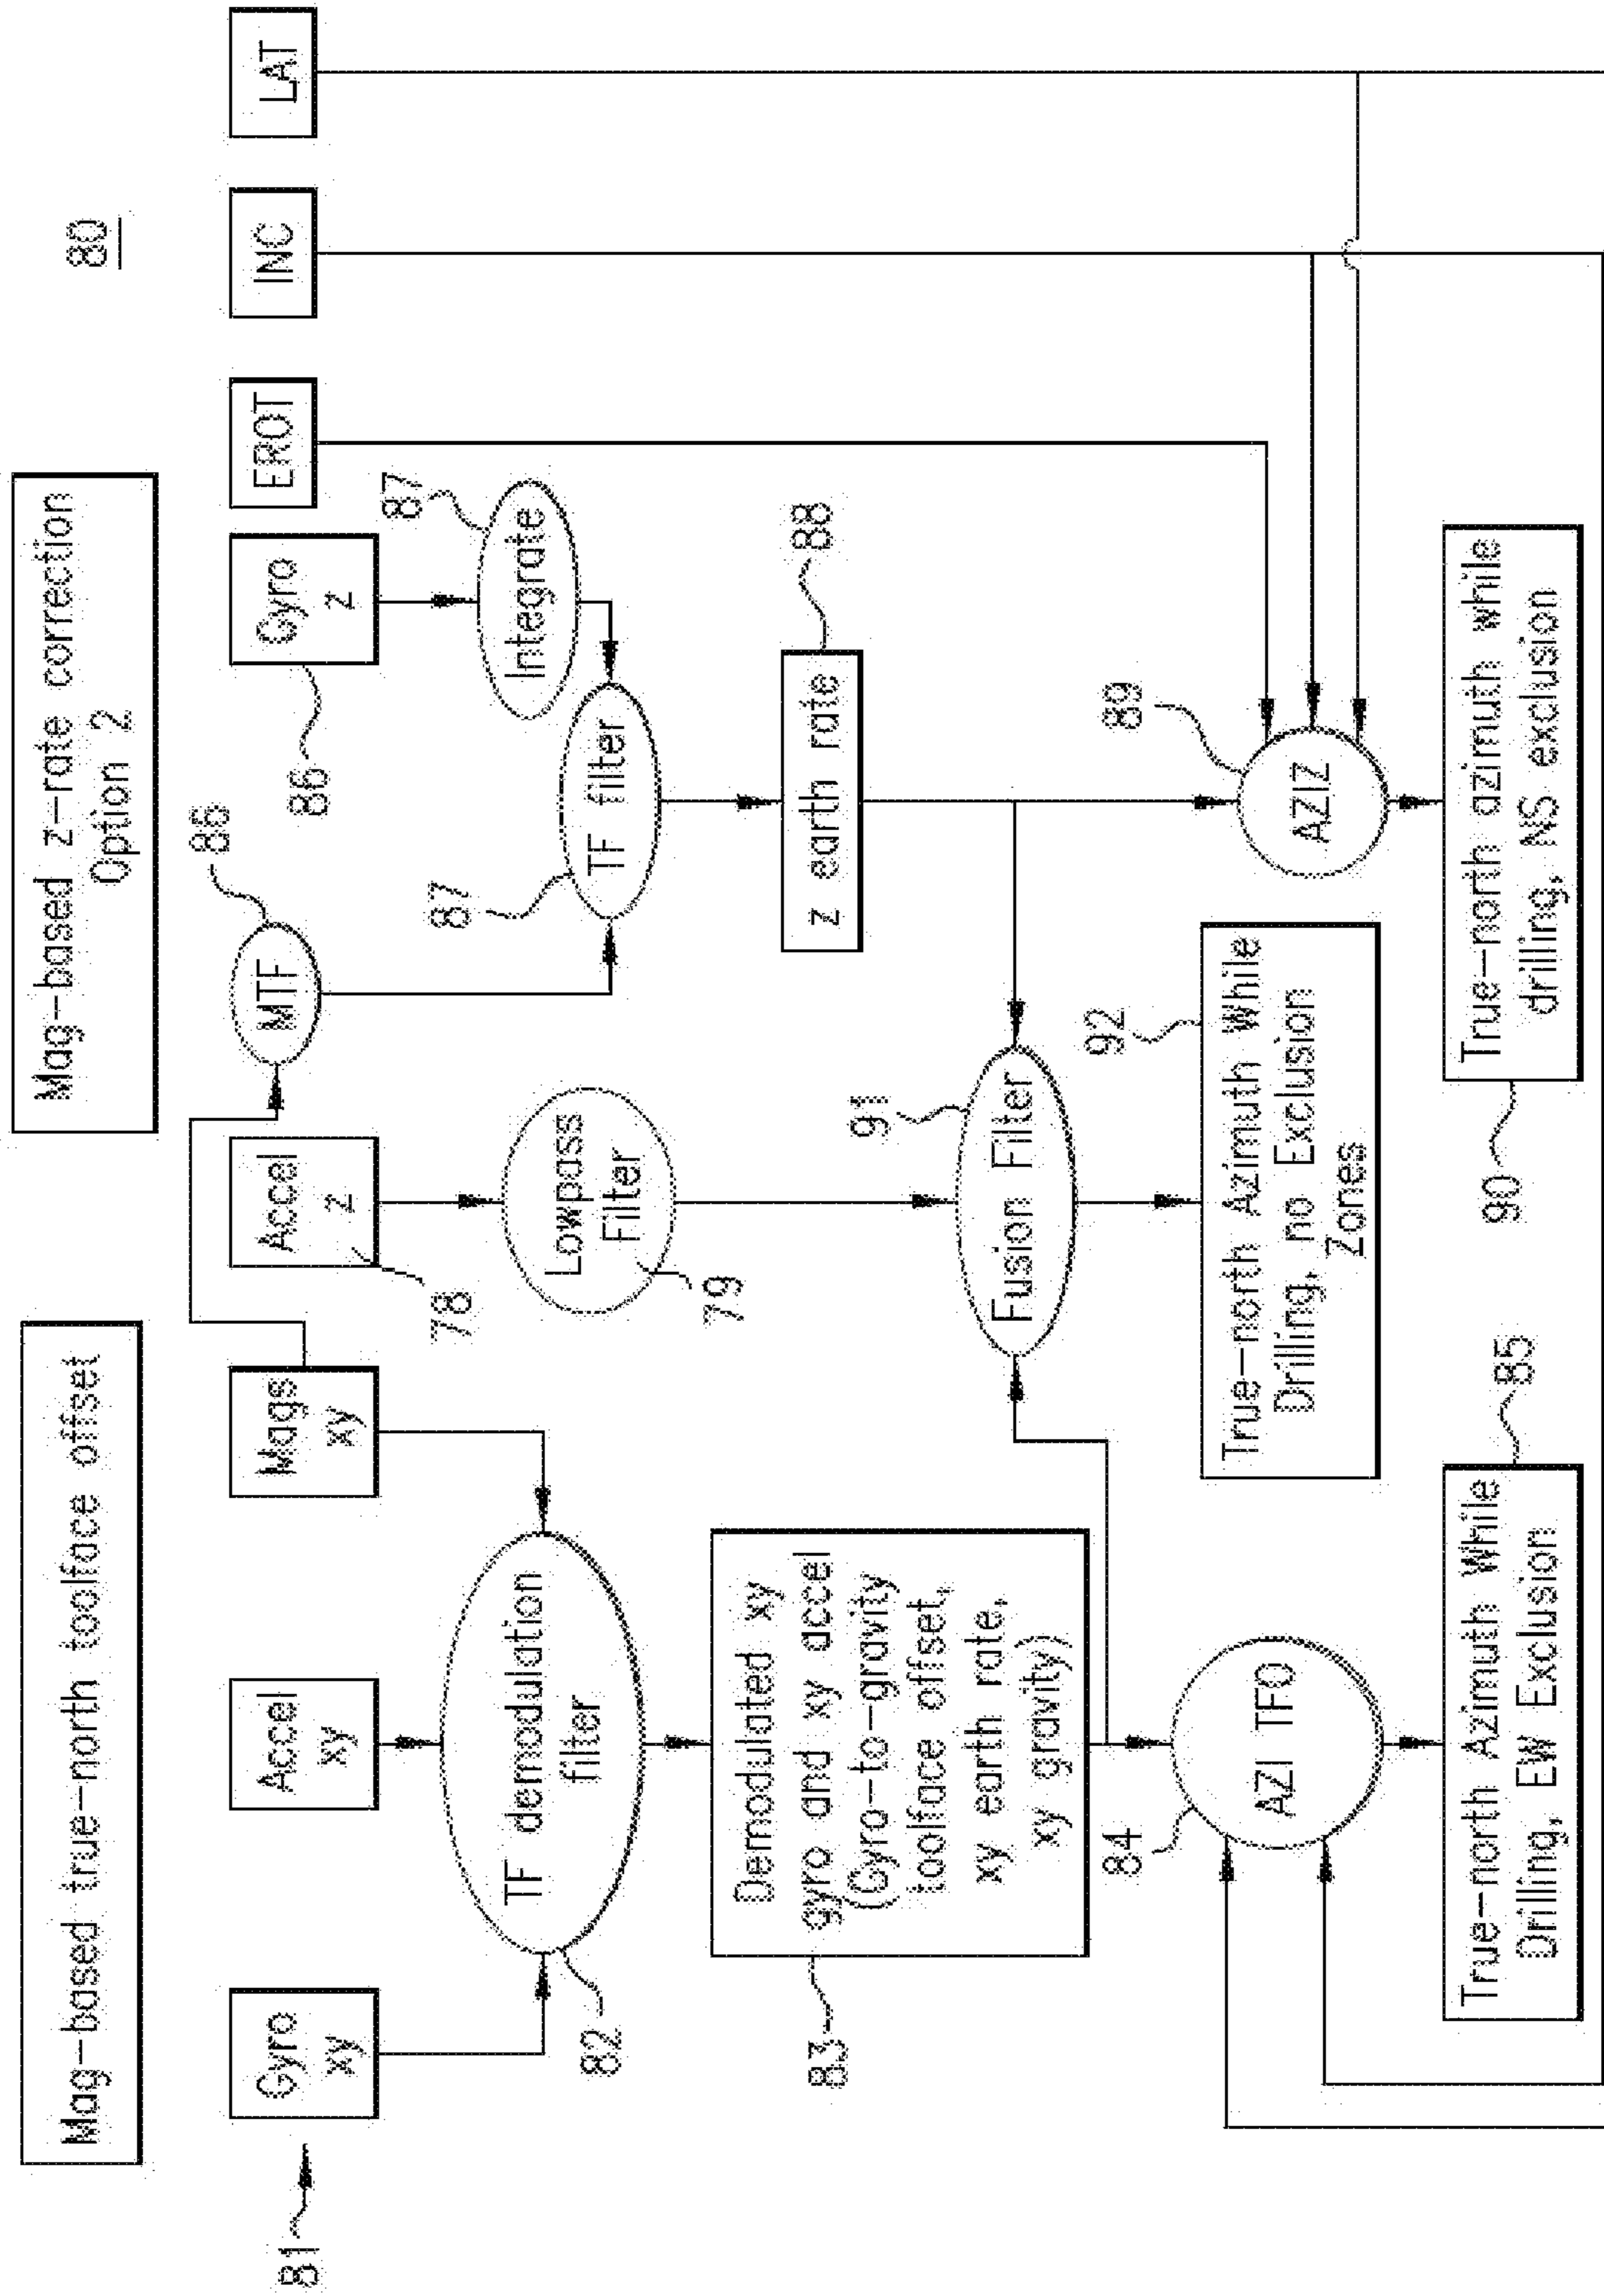 80
Mag-based true-north toolface offset
Mag-based z-rate correction
Option 2
81
Gyro
xy
Accel
xy
Mags
xy
Accel
z
78
MTF
86
Gyro
z
86
EROT
INC
LAT
TF demodulation
filter
82
Lowpass
Filter
79
Integrate
87
TF filter
87
Demodulated xy
gyro and xy accel
(Gyro-to-gravity
toolface offset,
xy earth rate,
xy gravity)
83
z earth rate
88
Fusion Filter
91
AZI TFO
84
AZIZ
89
True-north Azimuth While
Drilling, no Exclusion
Zones
92
True-north Azimuth While
Drilling, EW Exclusion
85
True-north azimuth while
drilling, NS exclusion
90